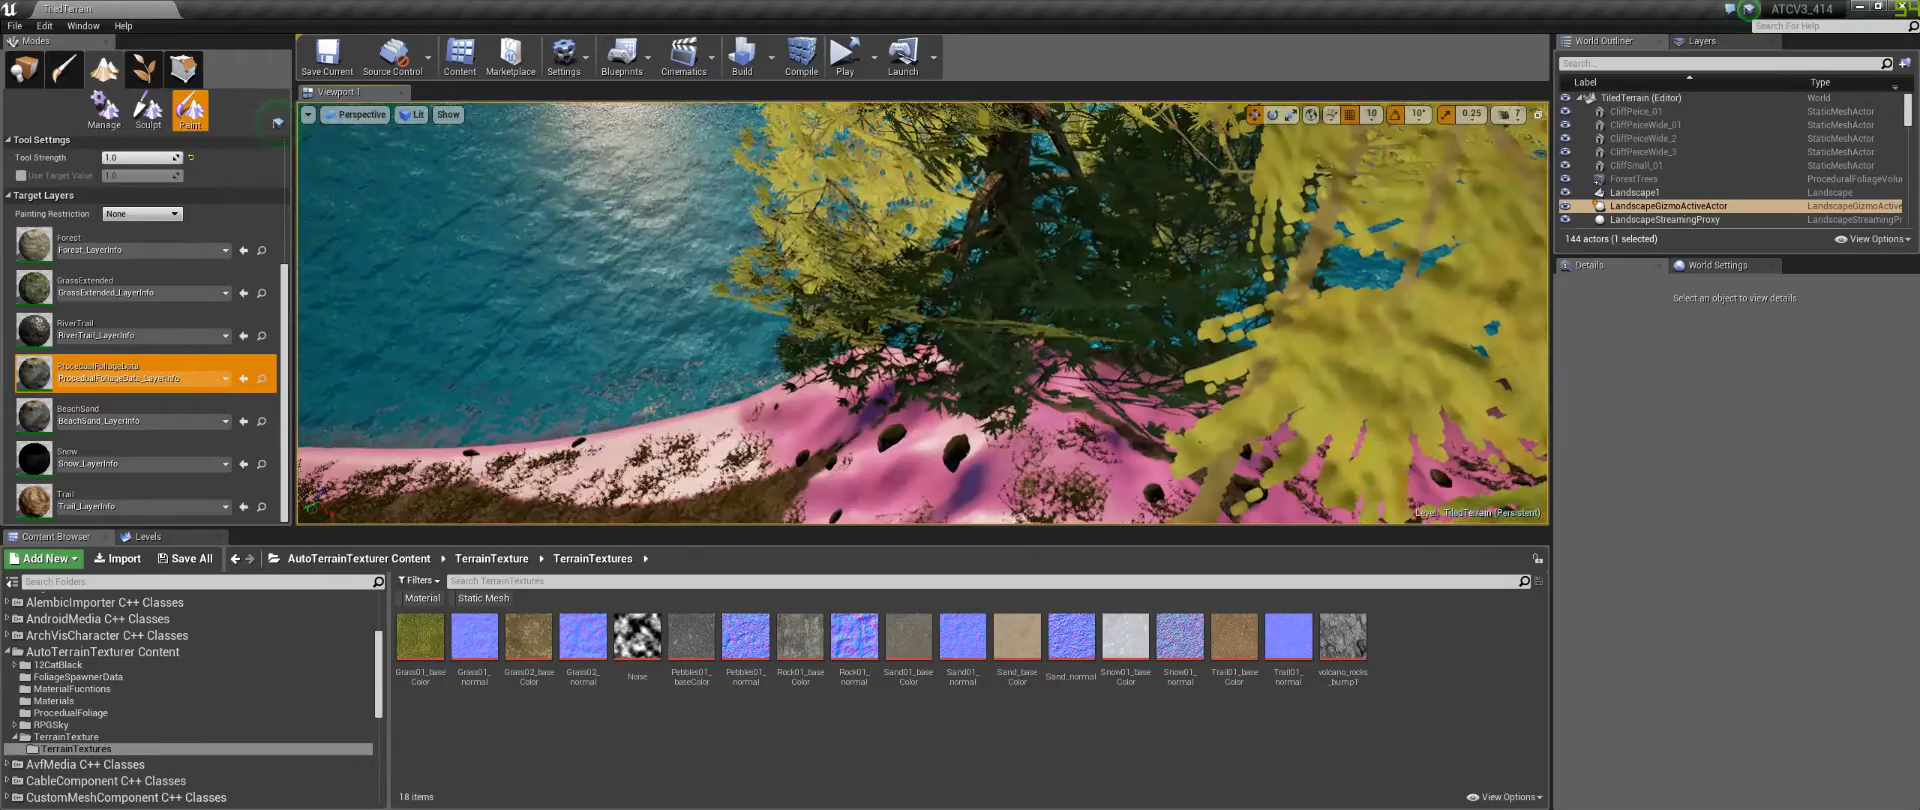 TiledTerrain
ATCV3_414
File Edit Window Help
Search For Help
Modes
Save Current Source Control Content Marketplace Settings Blueprints Cinematics Build Compile Play Launch
Manage Sculpt Paint
Tool Settings
Tool Strength 1.0
Use Target Value 1.0
Target Layers
Painting Restriction None
Forest
Forest_LayerInfo
GrassExtended
GrassExtended_LayerInfo
RiverTrail
RiverTrail_LayerInfo
ProcedualFoliageData
ProcedualFoliageData_LayerInfo
BeachSand
BeachSand_LayerInfo
Snow
Snow_LayerInfo
Trail
Trail_LayerInfo
Viewport 1
Perspective Lit Show
10 10° 0.25 7
Level: TiledTerrain (Persistent)
World Outliner Layers
Search...
Label Type
TiledTerrain (Editor) World
CliffPeice_01 StaticMeshActor
CliffPeiceWide_01 StaticMeshActor
CliffPeiceWide_2 StaticMeshActor
CliffPeiceWide_3 StaticMeshActor
CliffSmall_01 StaticMeshActor
ForestTrees ProceduralFoliageVolu
Landscape1 Landscape
LandscapeGizmoActiveActor LandscapeGizmoActive
LandscapeStreamingProxy LandscapeStreamingPr
144 actors (1 selected) View Options
Details World Settings
Select an object to view details
Content Browser Levels
Add New Import Save All AutoTerrainTexturer Content TerrainTexture TerrainTextures
Search Folders
Filters Search TerrainTextures
Material Static Mesh
AlembicImporter C++ Classes
AndroidMedia C++ Classes
ArchVisCharacter C++ Classes
AutoTerrainTexturer Content
12CatBlack
FoliageSpawnerData
MaterialFucntions
Materials
ProcedualFoliage
RPGSky
TerrainTexture
TerrainTextures
AvfMedia C++ Classes
CableComponent C++ Classes
CustomMeshComponent C++ Classes
Grass01_base Color
Grass01_ normal
Grass02_base Color
Grass02_ normal
Noise
Pebbles01_ baseColor
Pebbles01_ normal
Rock01_base Color
Rock01_ normal
Sand01_base Color
Sand01_ normal
Sand_base Color
Sand_normal
Snow01_base Color
Snow01_ normal
Trail01_base Color
Trail01_ normal
volcano_rocks _bump1
18 items View Options